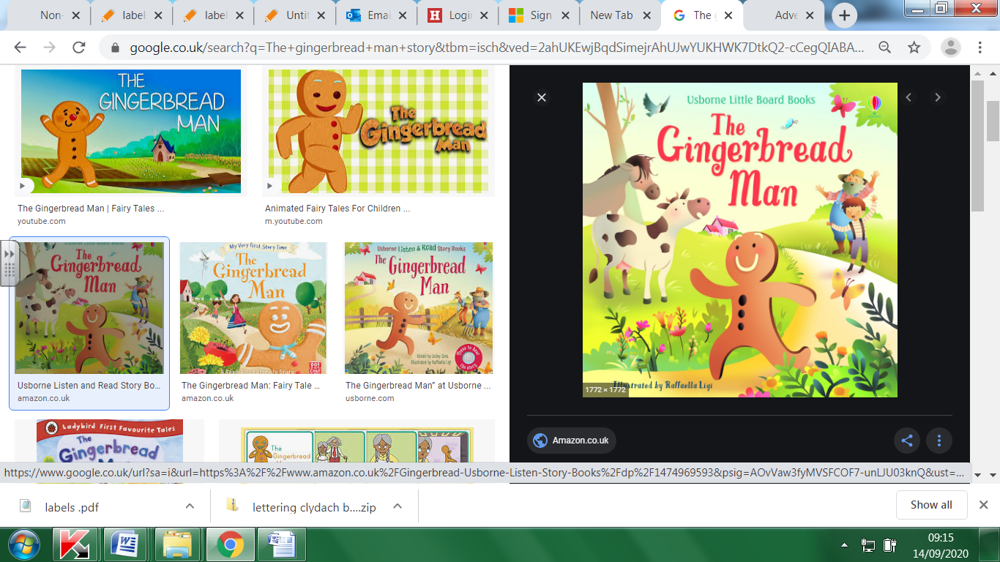 Non-
label
label
Untit
Emai
Login
Sign
New Tab
The
Adve
google.co.uk/search?q=The+gingerbread+man+story&tbm=isch&ved=2ahUKEwjBqdSimejrAhUJwYUKHWK7DtkQ2-cCegQIABA...
THE
GINGERBREAD
MAN
The
Gingerbread
Man
The Gingerbread Man | Fairy Tales ...
youtube.com
Animated Fairy Tales For Children ...
m.youtube.com
Usborne Little Board Books
The
Gingerbread
Man
Illustrated by Raffaella Ligi
1772 × 1772
Usborne Little Board Books
The
Gingerbread
Man
My Very First Story Time
The
Gingerbread
Man
A Read-Aloud Story to Share
Usborne Listen & Read Story Books
The Gingerbread
Man
Press to hear
the story
Retold by Lesley Sims
Illustrated by Raffaella Ligi
Usborne Listen and Read Story Bo...
amazon.co.uk
The Gingerbread Man: Fairy Tale ...
amazon.co.uk
The Gingerbread Man" at Usborne ...
usborne.com
Amazon.co.uk
Ladybird First Favourite Tales
The
Gingerbread
The
https://www.google.co.uk/url?sa=i&url=https%3A%2F%2Fwww.amazon.co.uk%2FGingerbread-Usborne-Listen-Story-Books%2Fdp%2F1474969593&psig=AOvVaw3fyMVSFCOF7-unLJU03knQ&ust=...
labels .pdf
lettering clydach b....zip
Show all
09:15
14/09/2020